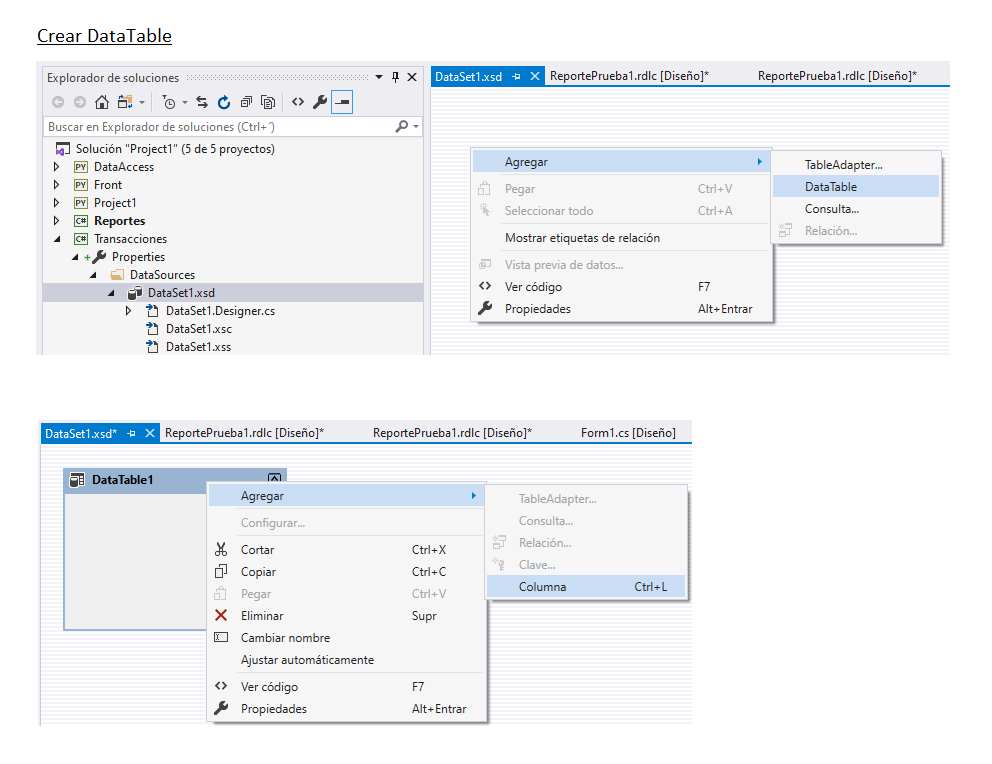 Crear DataTable
Explorador de soluciones
DataSet1.xsd
ReportePrueba1.rdlc [Diseño]*
ReportePrueba1.rdlc [Diseño]*
Buscar en Explorador de soluciones (Ctrl+´)
Solución "Project1" (5 de 5 proyectos)
PY DataAccess
PY Front
PY Project1
C# Reportes
C# Transacciones
Properties
DataSources
DataSet1.xsd
DataSet1.Designer.cs
DataSet1.xsc
DataSet1.xss
Agregar
Pegar Ctrl+V
Seleccionar todo Ctrl+A
Mostrar etiquetas de relación
Vista previa de datos...
Ver código F7
Propiedades Alt+Entrar
TableAdapter...
DataTable
Consulta...
Relación...
DataSet1.xsd*
ReportePrueba1.rdlc [Diseño]*
ReportePrueba1.rdlc [Diseño]*
Form1.cs [Diseño]
DataTable1
Agregar
Configurar...
Cortar Ctrl+X
Copiar Ctrl+C
Pegar Ctrl+V
Eliminar Supr
Cambiar nombre
Ajustar automáticamente
Ver código F7
Propiedades Alt+Entrar
TableAdapter...
Consulta...
Relación...
Clave...
Columna Ctrl+L